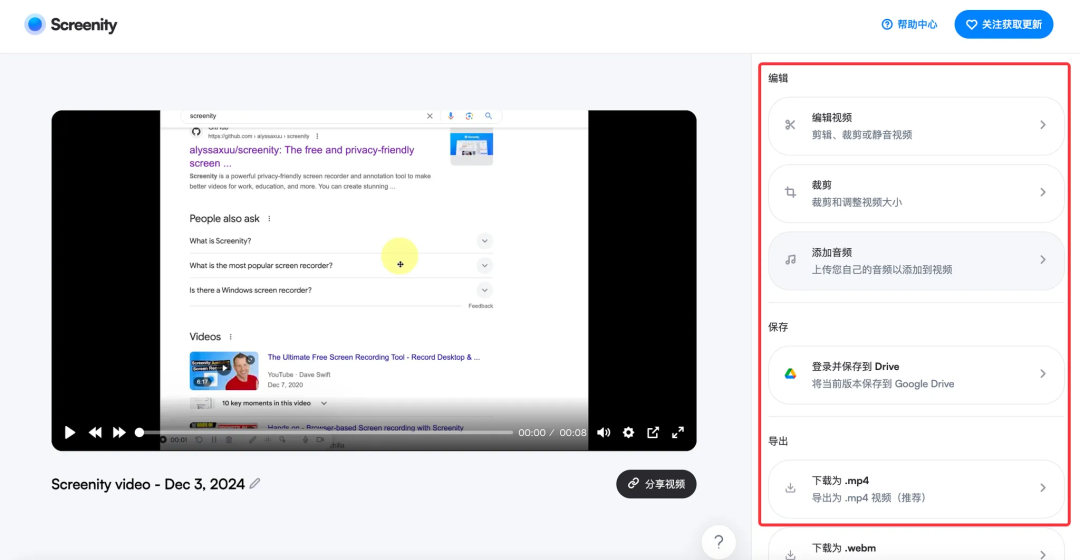 Screenity
帮助中心
关注获取更新
screenity
https://github.com › alyssaxuu › screenity
alyssaxuu/screenity: The free and privacy-friendly
screen ...
Screenity is a powerful privacy-friendly screen recorder and annotation tool to make
better videos for work, education, and more. You can create stunning ...
People also ask
What is Screenity?
What is the most popular screen recorder?
Is there a Windows screen recorder?
Feedback
Videos
6:17
The Ultimate Free Screen Recording Tool - Record Desktop & ...
YouTube · Dave Swift
Dec 7, 2020
10 key moments in this video
Hands-on - Browser-based Screen recording with Screenity
00:01
00:00 / 00:08
Screenity video - Dec 3, 2024
分享视频
编辑
编辑视频
剪辑、裁剪或静音视频
裁剪
裁剪和调整视频大小
添加音频
上传您自己的音频以添加到视频
保存
登录并保存到 Drive
将当前版本保存到 Google Drive
导出
下载为 .mp4
导出为 .mp4 视频（推荐）
下载为 .webm
?